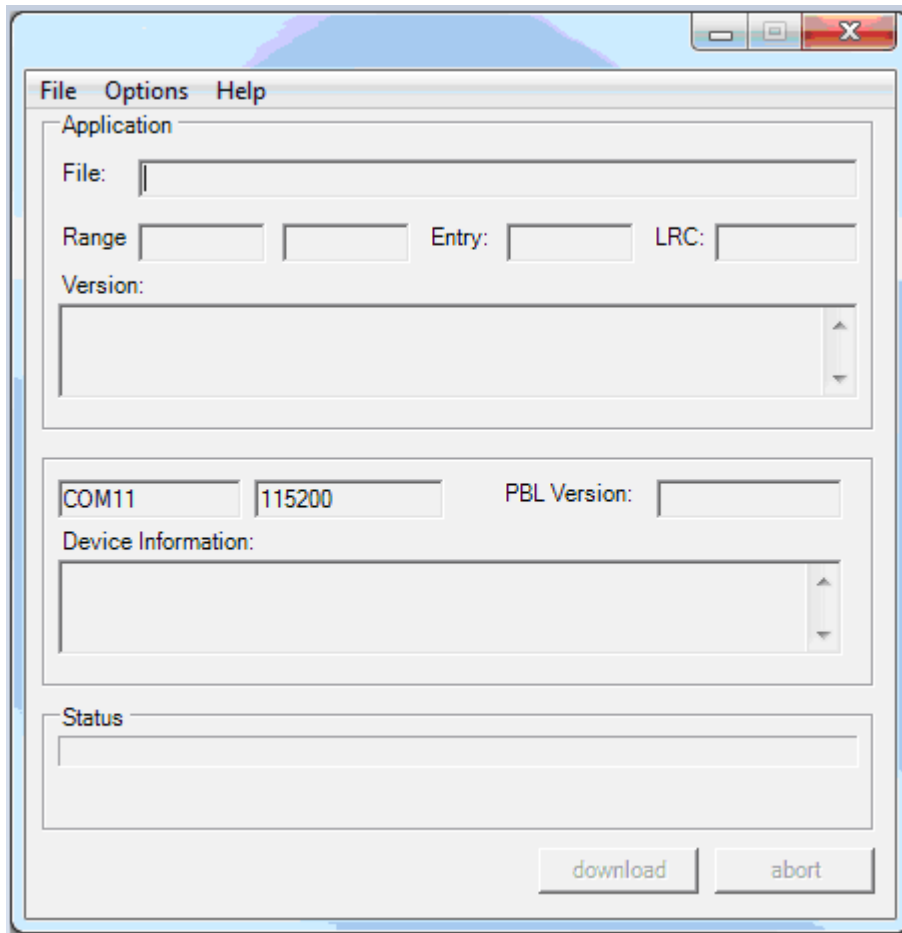 File Options Help
Application
File:
Range Entry: LRC:
Version:
COM11 115200 PBL Version:
Device Information:
Status
download abort